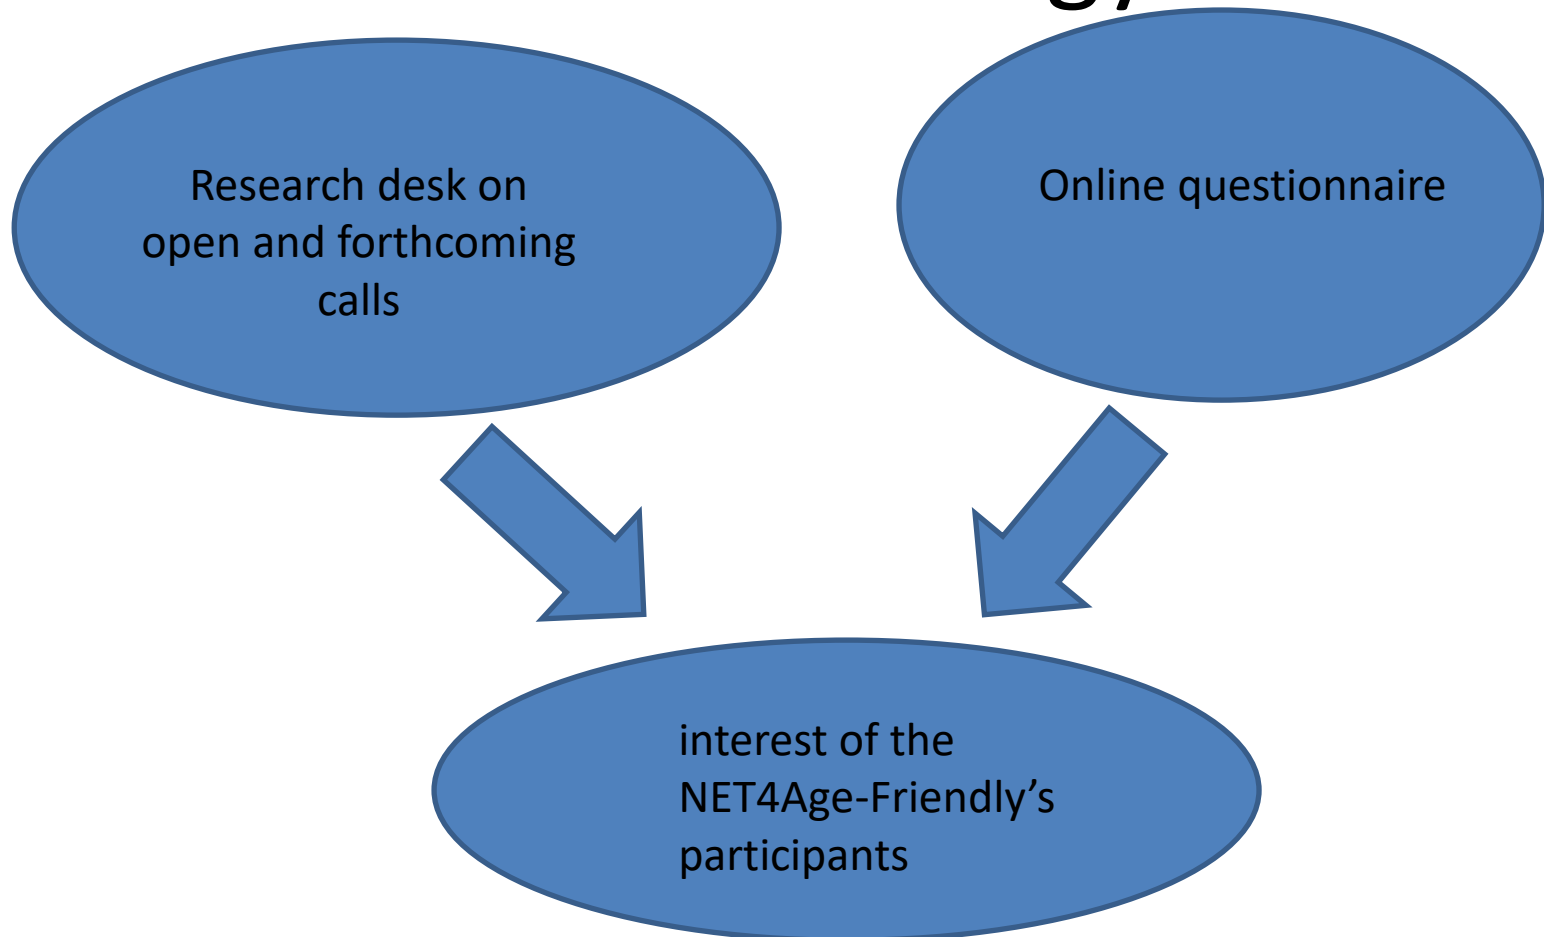 Research desk on
open and forthcoming
calls
Online questionnaire
interest of the
NET4Age-Friendly’s
participants